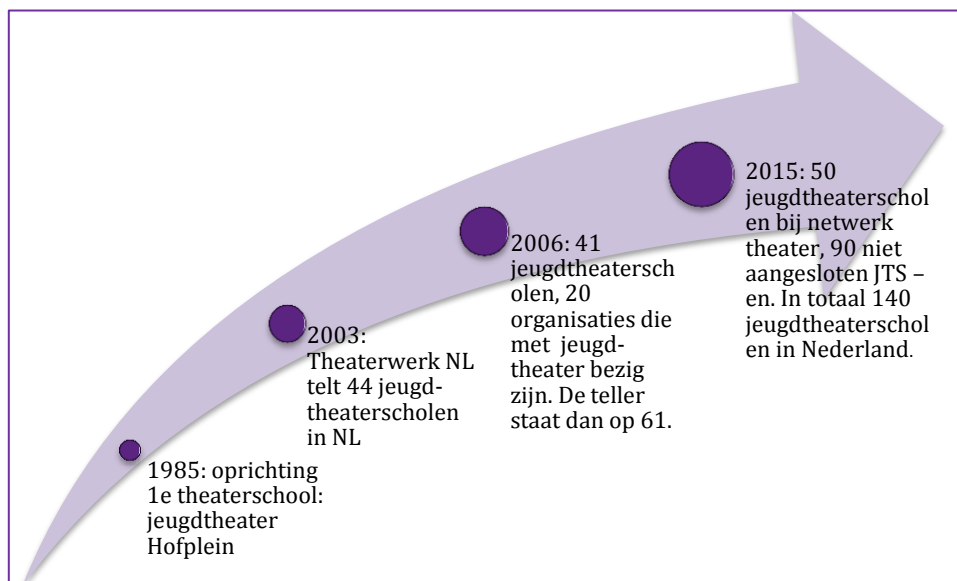 1985: oprichting
1e theaterschool:
jeugdtheater
Hofplein
2003:
Theaterwerk NL
telt 44 jeugd-
theaterscholen
in NL
2006: 41
jeugdtheatersch
olen, 20
organisaties die
met jeugd-
theater bezig
zijn. De teller
staat dan op 61.
2015: 50
jeugdtheaterschol
en bij netwerk
theater, 90 niet
aangesloten JTS –
en. In totaal 140
jeugdtheaterschol
en in Nederland.